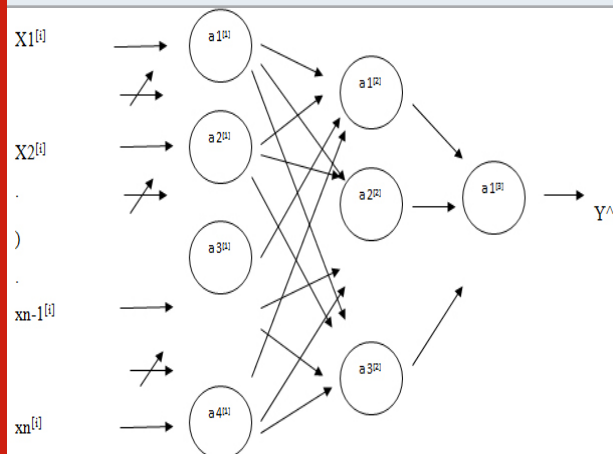 X1[i]
X2[i]
.
)
.
xn-1[i]
xn[i]
a1[1]
a2[1]
a3[1]
a4[1]
a1[2]
a2[2]
a3[2]
a1[3]
Y^